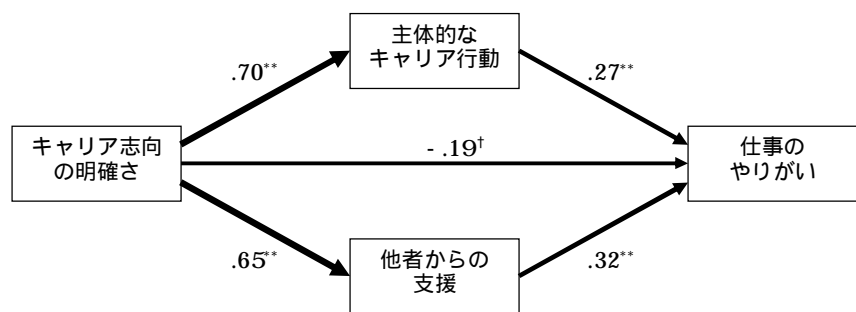 主体的な
キャリア行動
.70**
.27**
キャリア志向
の明確さ
- .19†
仕事の
やりがい
.65**
.32**
他者からの
支援